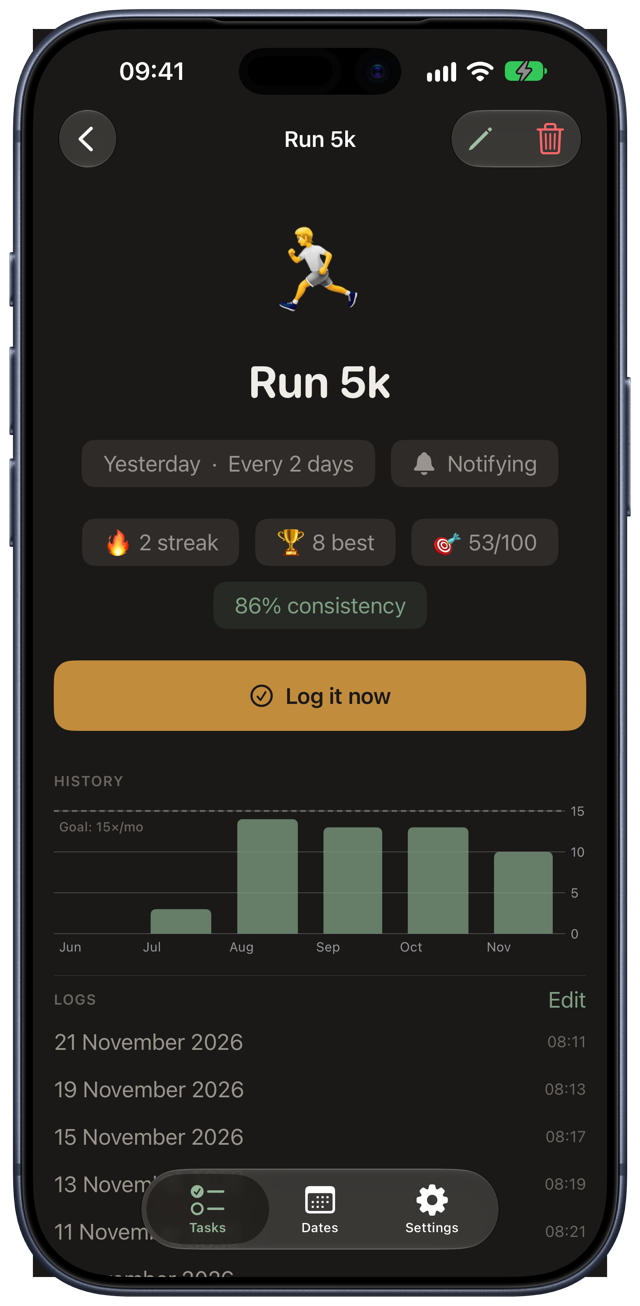 09:41
Run 5k
Run 5k
Yesterday · Every 2 days
Notifying
2 streak
8 best
53/100
86% consistency
Log it now
HISTORY
15
Goal: 15×/mo
10
5
0
Jun Jul Aug Sep Oct Nov
LOGS Edit
21 November 2026 08:11
19 November 2026 08:13
15 November 2026 08:17
13 08:19
11 08:21
2026
Tasks Dates Settings